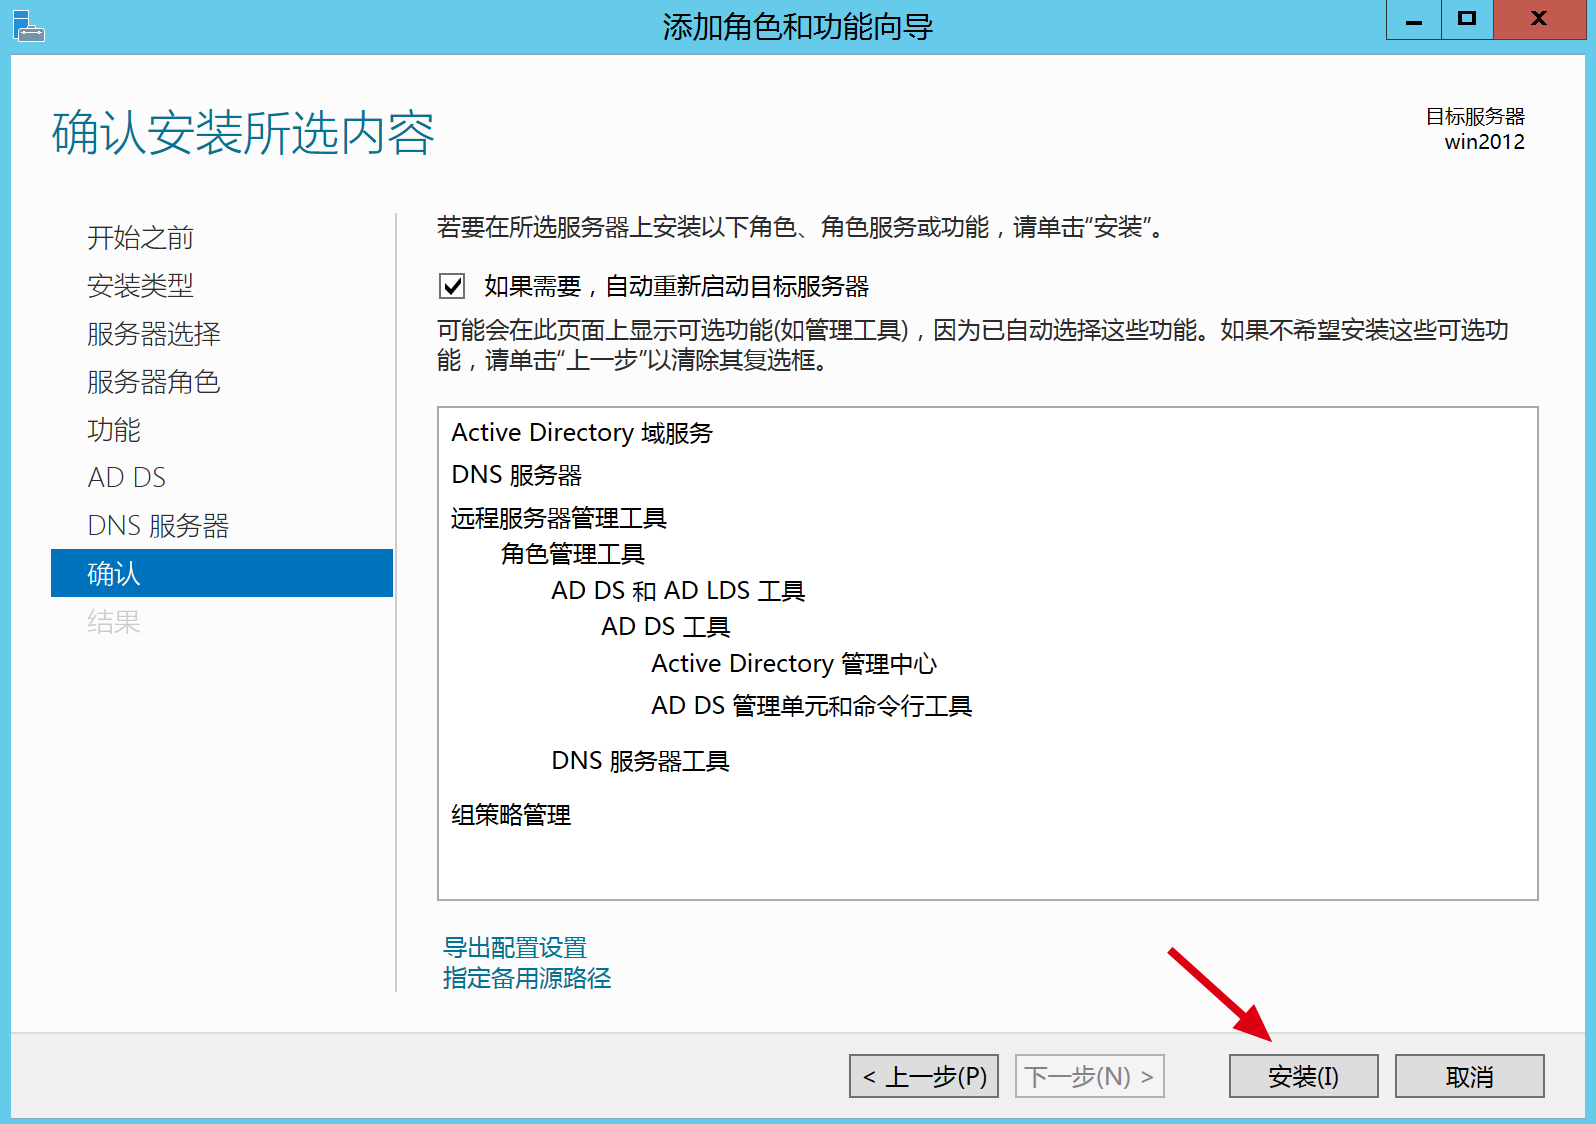 添加角色和功能向导
确认安装所选内容
目标服务器
win2012
开始之前
安装类型
服务器选择
服务器角色
功能
AD DS
DNS 服务器
确认
结果
若要在所选服务器上安装以下角色、角色服务或功能，请单击“安装”。
如果需要，自动重新启动目标服务器
可能会在此页面上显示可选功能(如管理工具)，因为已自动选择这些功能。如果不希望安装这些可选功
能，请单击“上一步”以清除其复选框。
Active Directory 域服务
DNS 服务器
远程服务器管理工具
角色管理工具
AD DS 和 AD LDS 工具
AD DS 工具
Active Directory 管理中心
AD DS 管理单元和命令行工具
DNS 服务器工具
组策略管理
导出配置设置
指定备用源路径
< 上一步(P)
下一步(N) >
安装(I)
取消